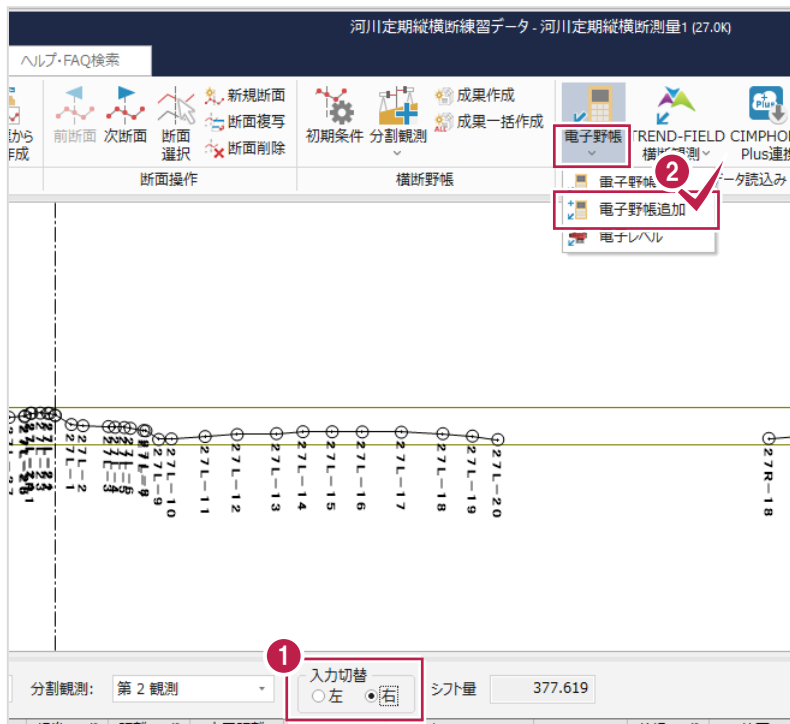 河川定期縦横断練習データ - 河川定期縦横断測量1 (27.0K)
ヘルプ・FAQ検索
から
作成
前断面
次断面
断面
選択
新規断面
断面複写
断面削除
断面操作
初期条件
分割観測
成果作成
成果一括作成
横断野帳
電子野帳
TREND-FIELD
横断観測
CIMPHO
Plus連携
ータ読込み
2
電子野帳
電子野帳追加
電子レベル
27L-1
27L-2
27L-9
27L-10
27L-11
27L-12
27L-13
27L-14
27L-15
27L-16
27L-17
27L-18
27L-19
27L-20
27R-18
1
分割観測:
第2観測
入力切替
左
右
シフト量
377.619